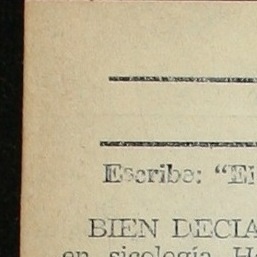 Escribe: "El
BIEN DECIA
en sicología H